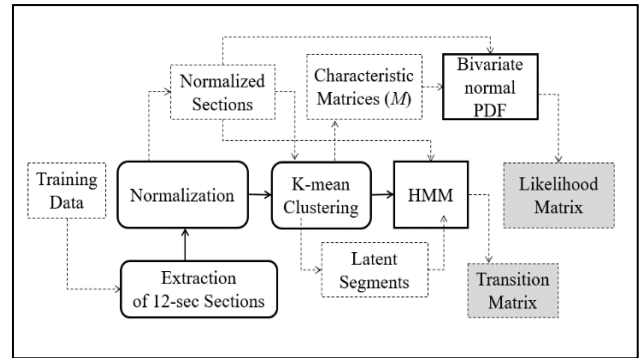 Normalized
Sections
Characteristic
Matrices (M)
Bivariate
normal
PDF
Training
Data
Normalization
K-mean
Clustering
HMM
Likelihood
Matrix
Extraction
of 12-sec Sections
Latent
Segments
Transition
Matrix